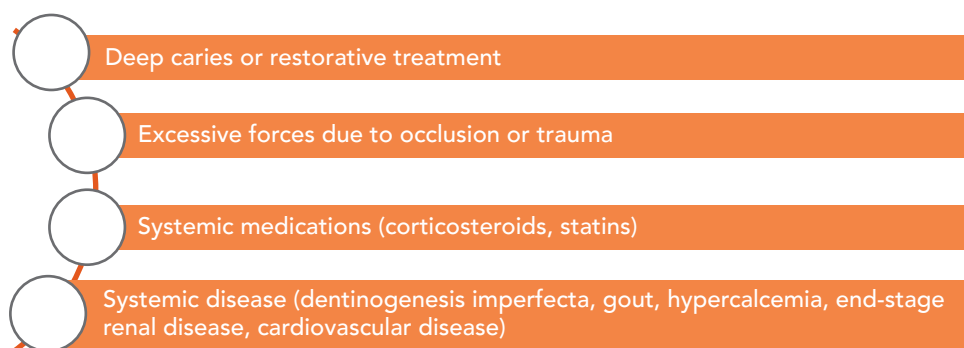 Deep caries or restorative treatment
Excessive forces due to occlusion or trauma
Systemic medications (corticosteroids, statins)
Systemic disease (dentinogenesis imperfecta, gout, hypercalcemia, end-stage
renal disease, cardiovascular disease)